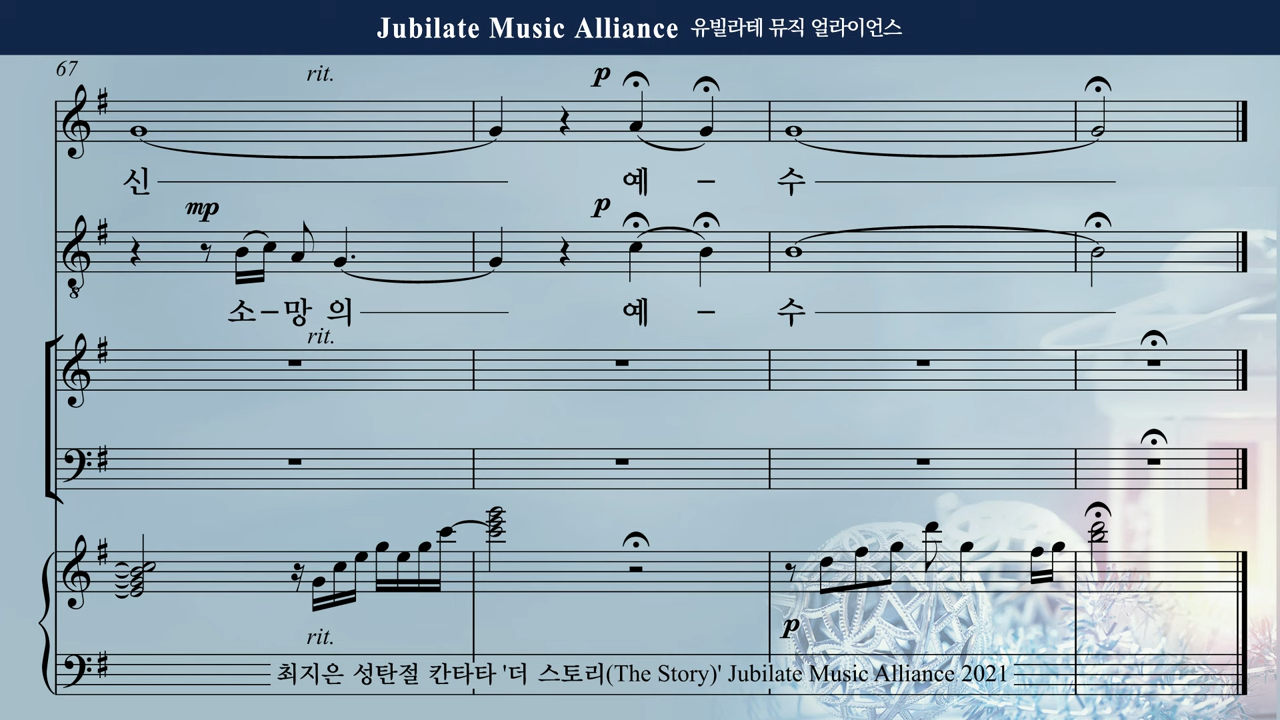 Jubilate Music Alliance 유빌라테 뮤직 얼라이언스
67
rit.
p
신 예 - 수
mp
p
소-망 의 예 - 수
rit.
rit.
p
최지은 성탄절 칸타타 '더 스토리(The Story)' Jubilate Music Alliance 2021